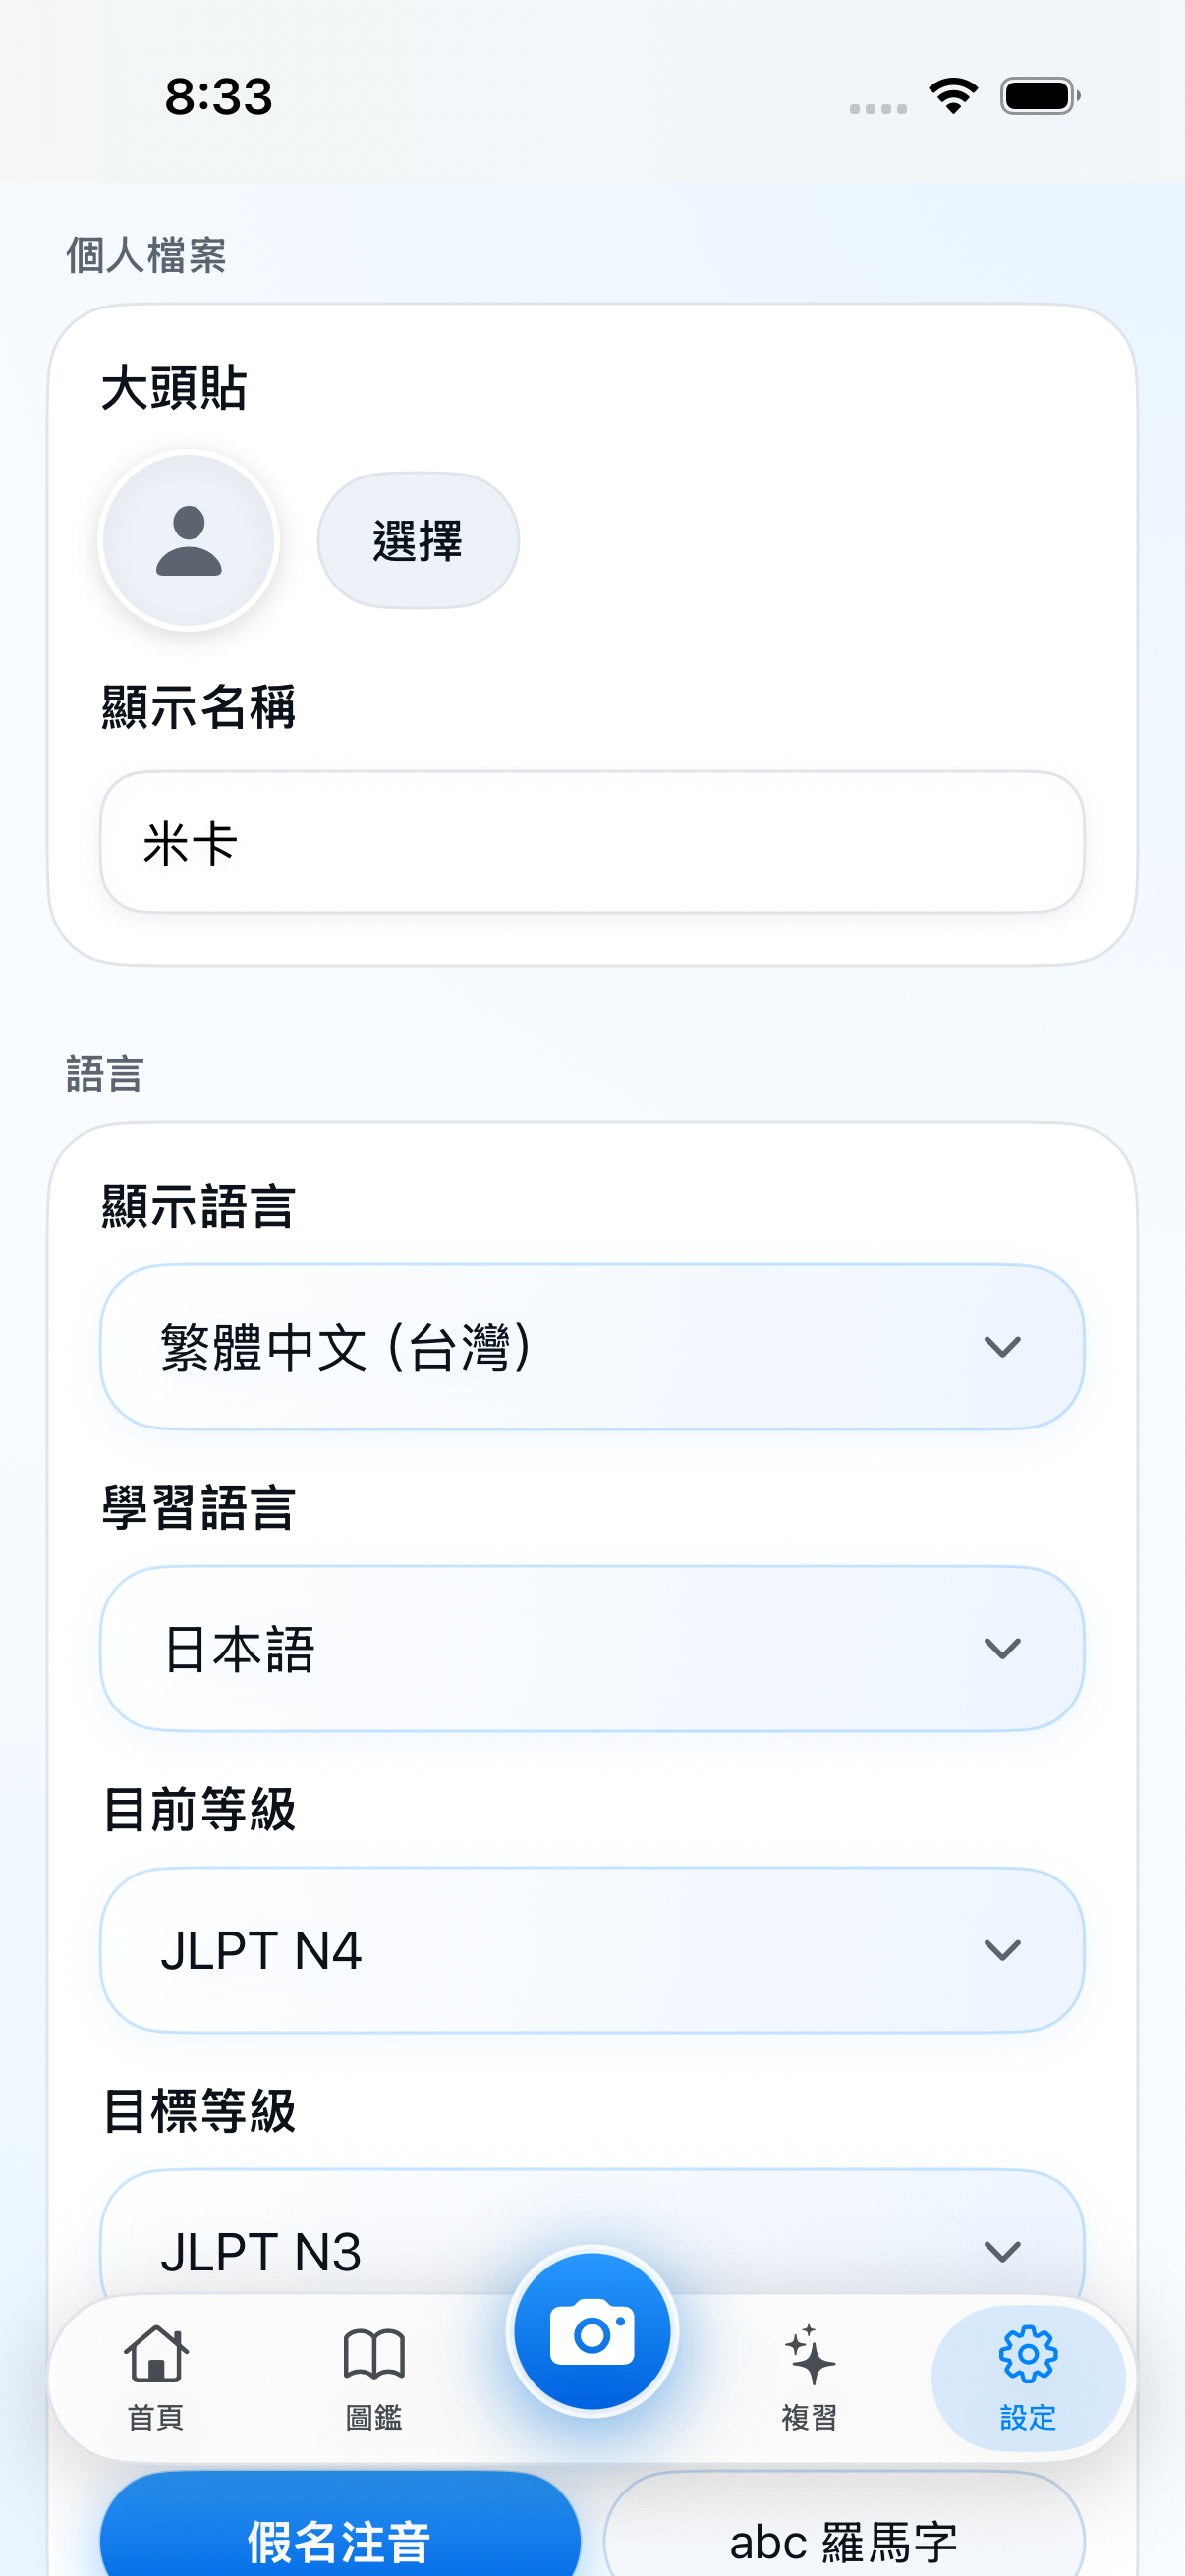 8:33
個人檔案
大頭貼
選擇
顯示名稱
米卡
語言
顯示語言
繁體中文 (台灣)
學習語言
日本語
目前等級
JLPT N4
目標等級
JLPT N3
首頁
圖鑑
複習
設定
假名注音
abc 羅馬字